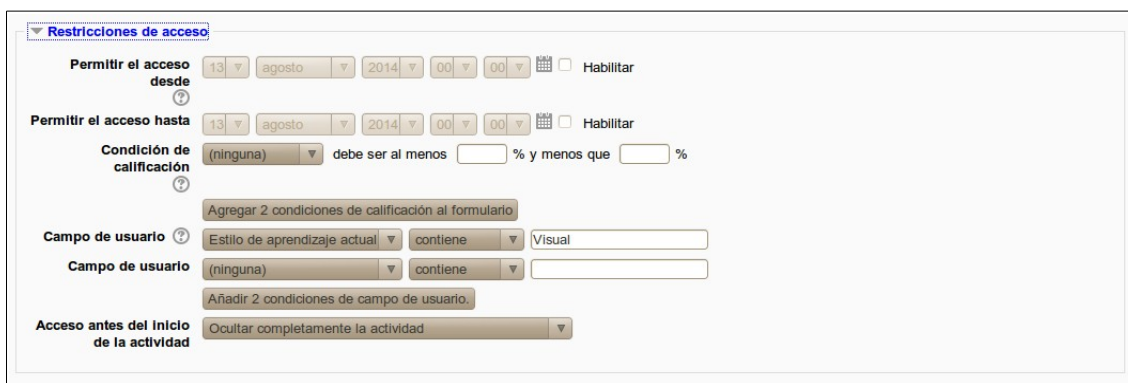 Restricciones de acceso
Permitir el acceso desde 13 agosto 2014 00 00 Habilitar
Permitir el acceso hasta 13 agosto 2014 00 00 Habilitar
Condición de calificación (ninguna) debe ser al menos % y menos que %
Agregar 2 condiciones de calificación al formulario
Campo de usuario Estilo de aprendizaje actual contiene Visual
Campo de usuario (ninguna) contiene
Añadir 2 condiciones de campo de usuario.
Acceso antes del inicio de la actividad Ocultar completamente la actividad